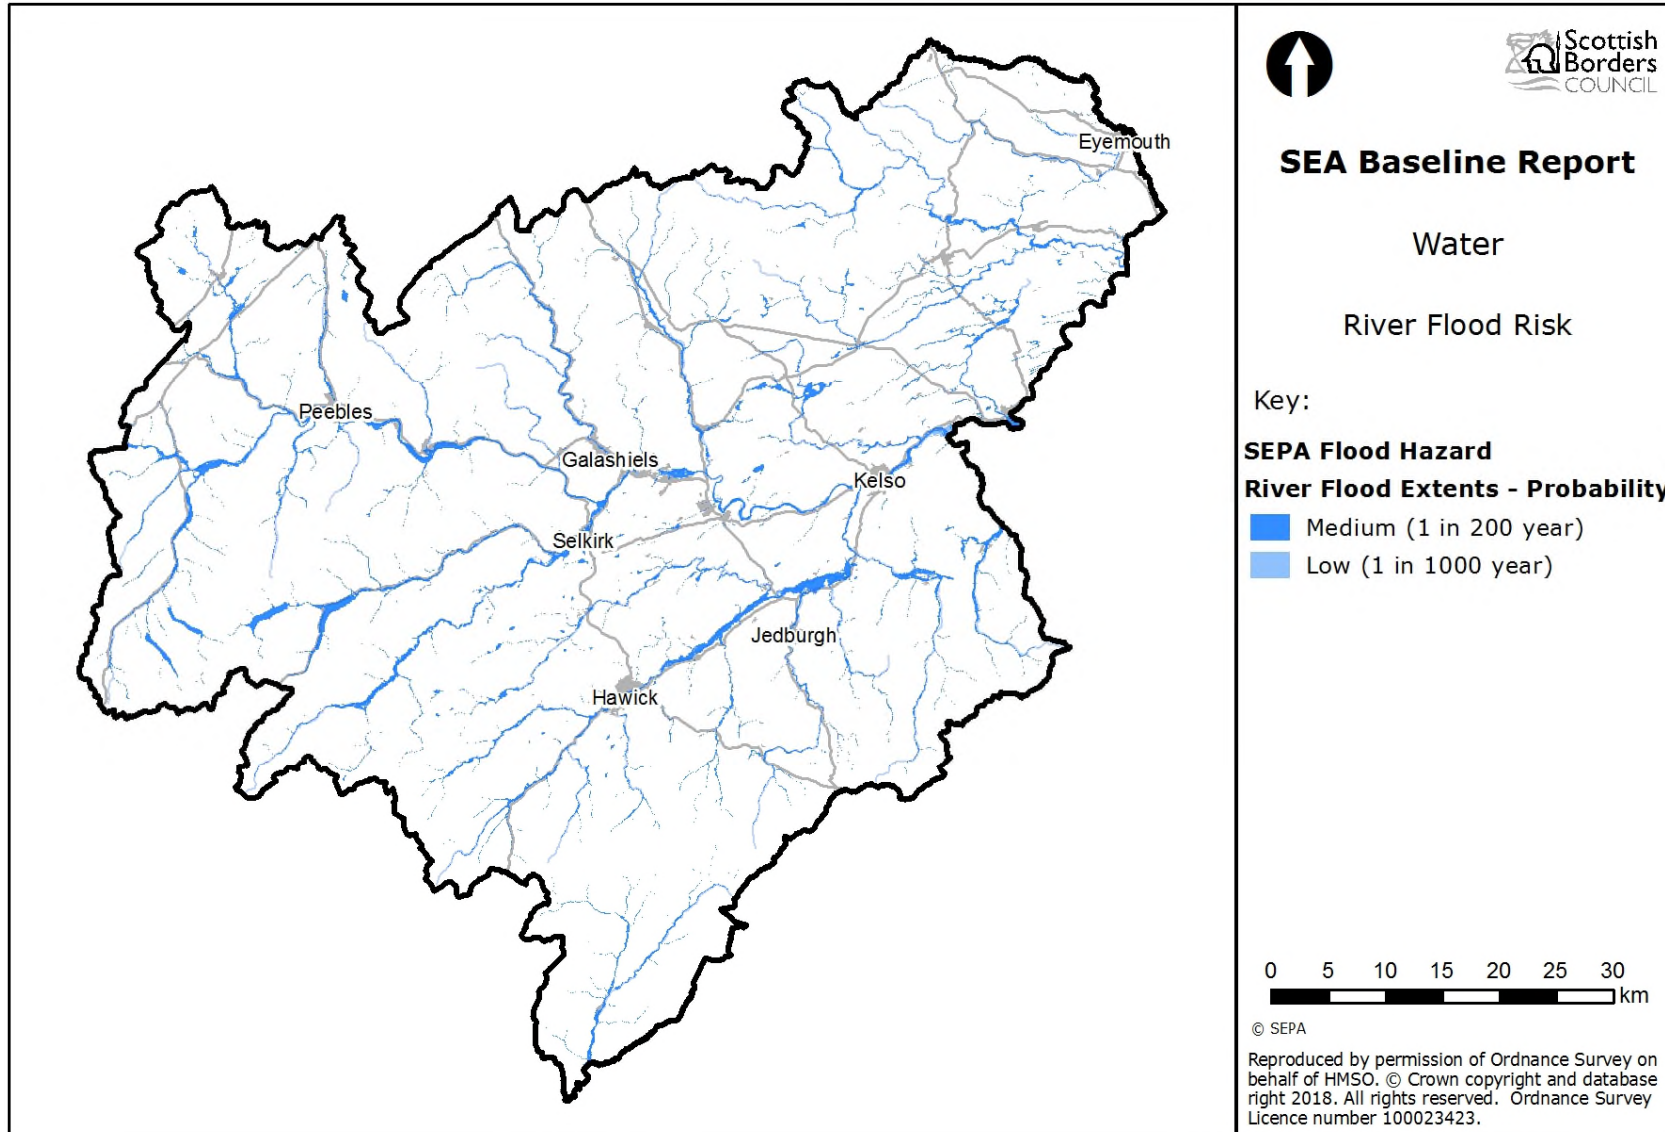 Scottish
Borders
COUNCIL
SEA Baseline Report
Water
River Flood Risk
Key:
SEPA Flood Hazard
River Flood Extents - Probability
Medium (1 in 200 year)
Low (1 in 1000 year)
0 5 10 15 20 25 30
km
© SEPA
Reproduced by permission of Ordnance Survey on
behalf of HMSO. © Crown copyright and database
right 2018. All rights reserved. Ordnance Survey
Licence number 100023423.
Eyemouth
Peebles
Galashiels
Kelso
Selkirk
Jedburgh
Hawick